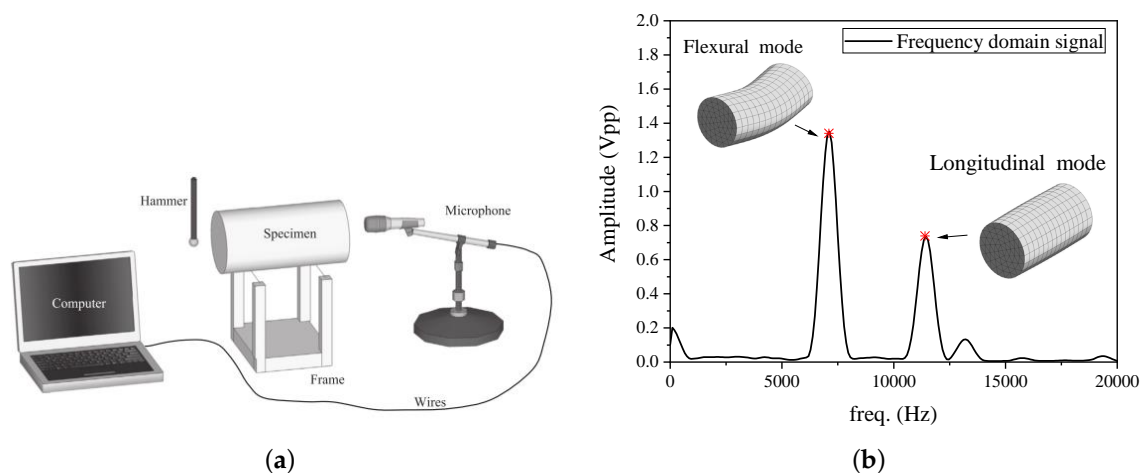 Hammer
Specimen
Microphone
Computer
Frame
Wires
(a)
Flexural mode
Frequency domain signal
Longitudinal mode
Amplitude (Vpp)
2.0
1.8
1.6
1.4
1.2
1.0
0.8
0.6
0.4
0.2
0.0
0 5000 10000 15000 20000
freq. (Hz)
(b)